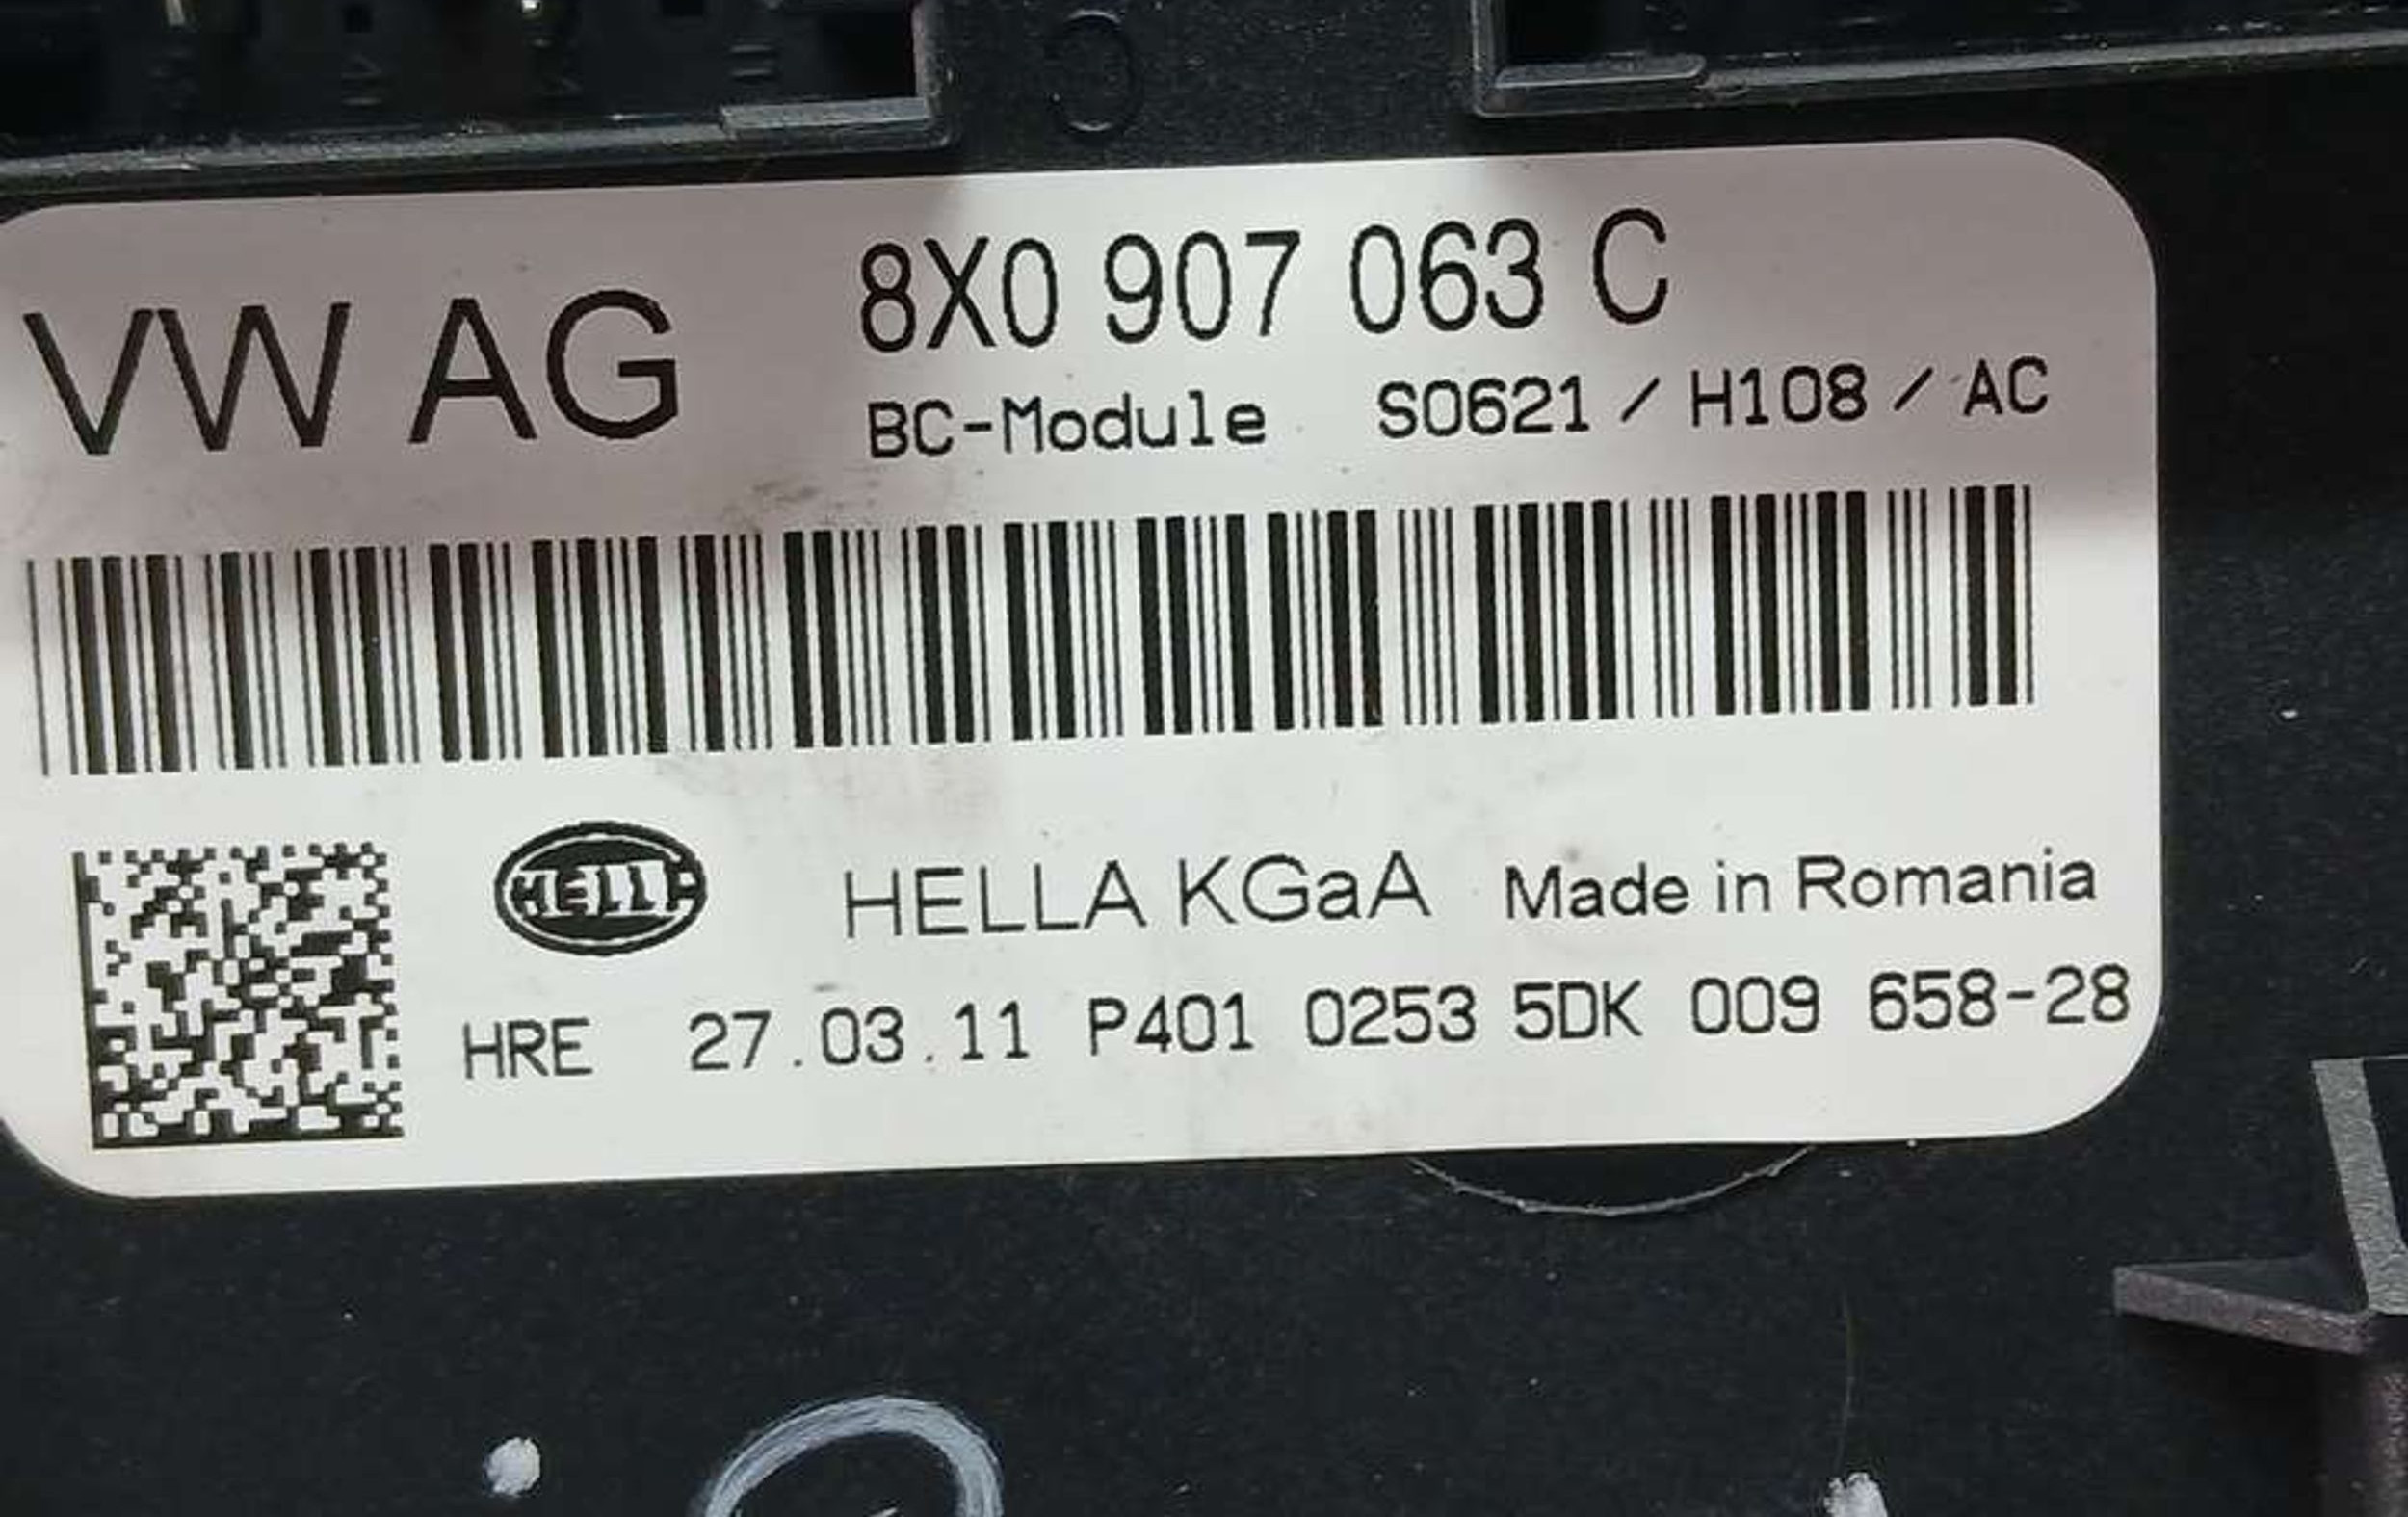 C
VW AG
8X0 907 063 C
BC-Module S0621 / H108 / AC
HELLA
HELLA KGaA Made in Romania
HRE 27.03.11 P401 0253 5DK 009 658-28